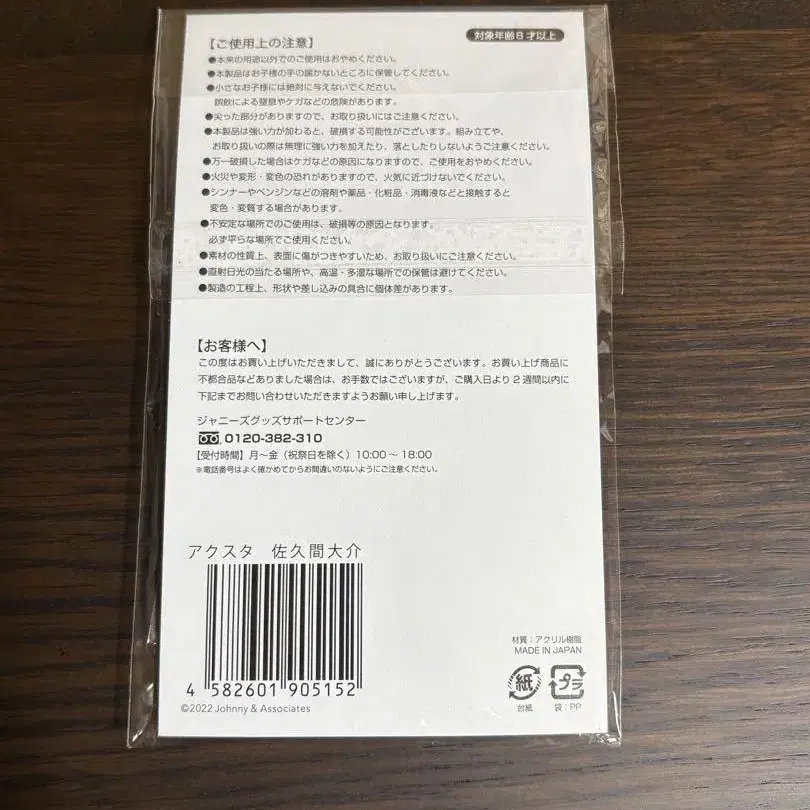 【ご使用上の注意】
対象年齢8才以上
●本来の用途以外でのご使用はおやめください。
●本製品はお子様の手の届かないところに保管してください。
●小さなお子様には絶対に与えないでください。
誤飲による窒息やケガなどの危険があります。
●尖った部分がありますので、お取り扱いにはご注意ください。
●本製品は強い力が加わると、破損する可能性がございます。組み立てや、
お取り扱いの際は無理に強い力を加えたり、落としたりしないようご注意ください。
●万一破損した場合はケガなどの原因になりますので、ご使用をおやめください。
●火災や変形・変色の恐れがありますので、火気に近づけないでください。
●シンナーやベンジンなどの溶剤や薬品・化粧品・消毒液などと接触すると
変色・変質する場合があります。
●不安定な場所でのご使用は、破損等の原因となります。
必ず平らな場所でご使用ください。
●素材の性質上、表面に傷がつきやすいため、お取り扱いにご注意ください。
●直射日光の当たる場所や、高温・多湿な場所での保管は避けてください。
●製造の工程上、形状や差し込みの具合に個体差があります。
【お客様へ】
この度はお買い上げいただきまして、誠にありがとうございます。お買い上げ商品に
不都合品などありました場合は、お手数ではございますが、ご購入日より2週間以内に
下記までお問い合わせいただきますようお願い申し上げます。
ジャニーズグッズサポートセンター
0120-382-310
【受付時間】月～金（祝祭日を除く）10:00～18:00
※電話番号はよく確かめてからお間違いのないようにご注意ください。
アクスタ 佐久間大介
4 582601 905152
©2022 Johnny & Associates
材質：アクリル樹脂
MADE IN JAPAN
紙 プラ
台紙 袋：PP